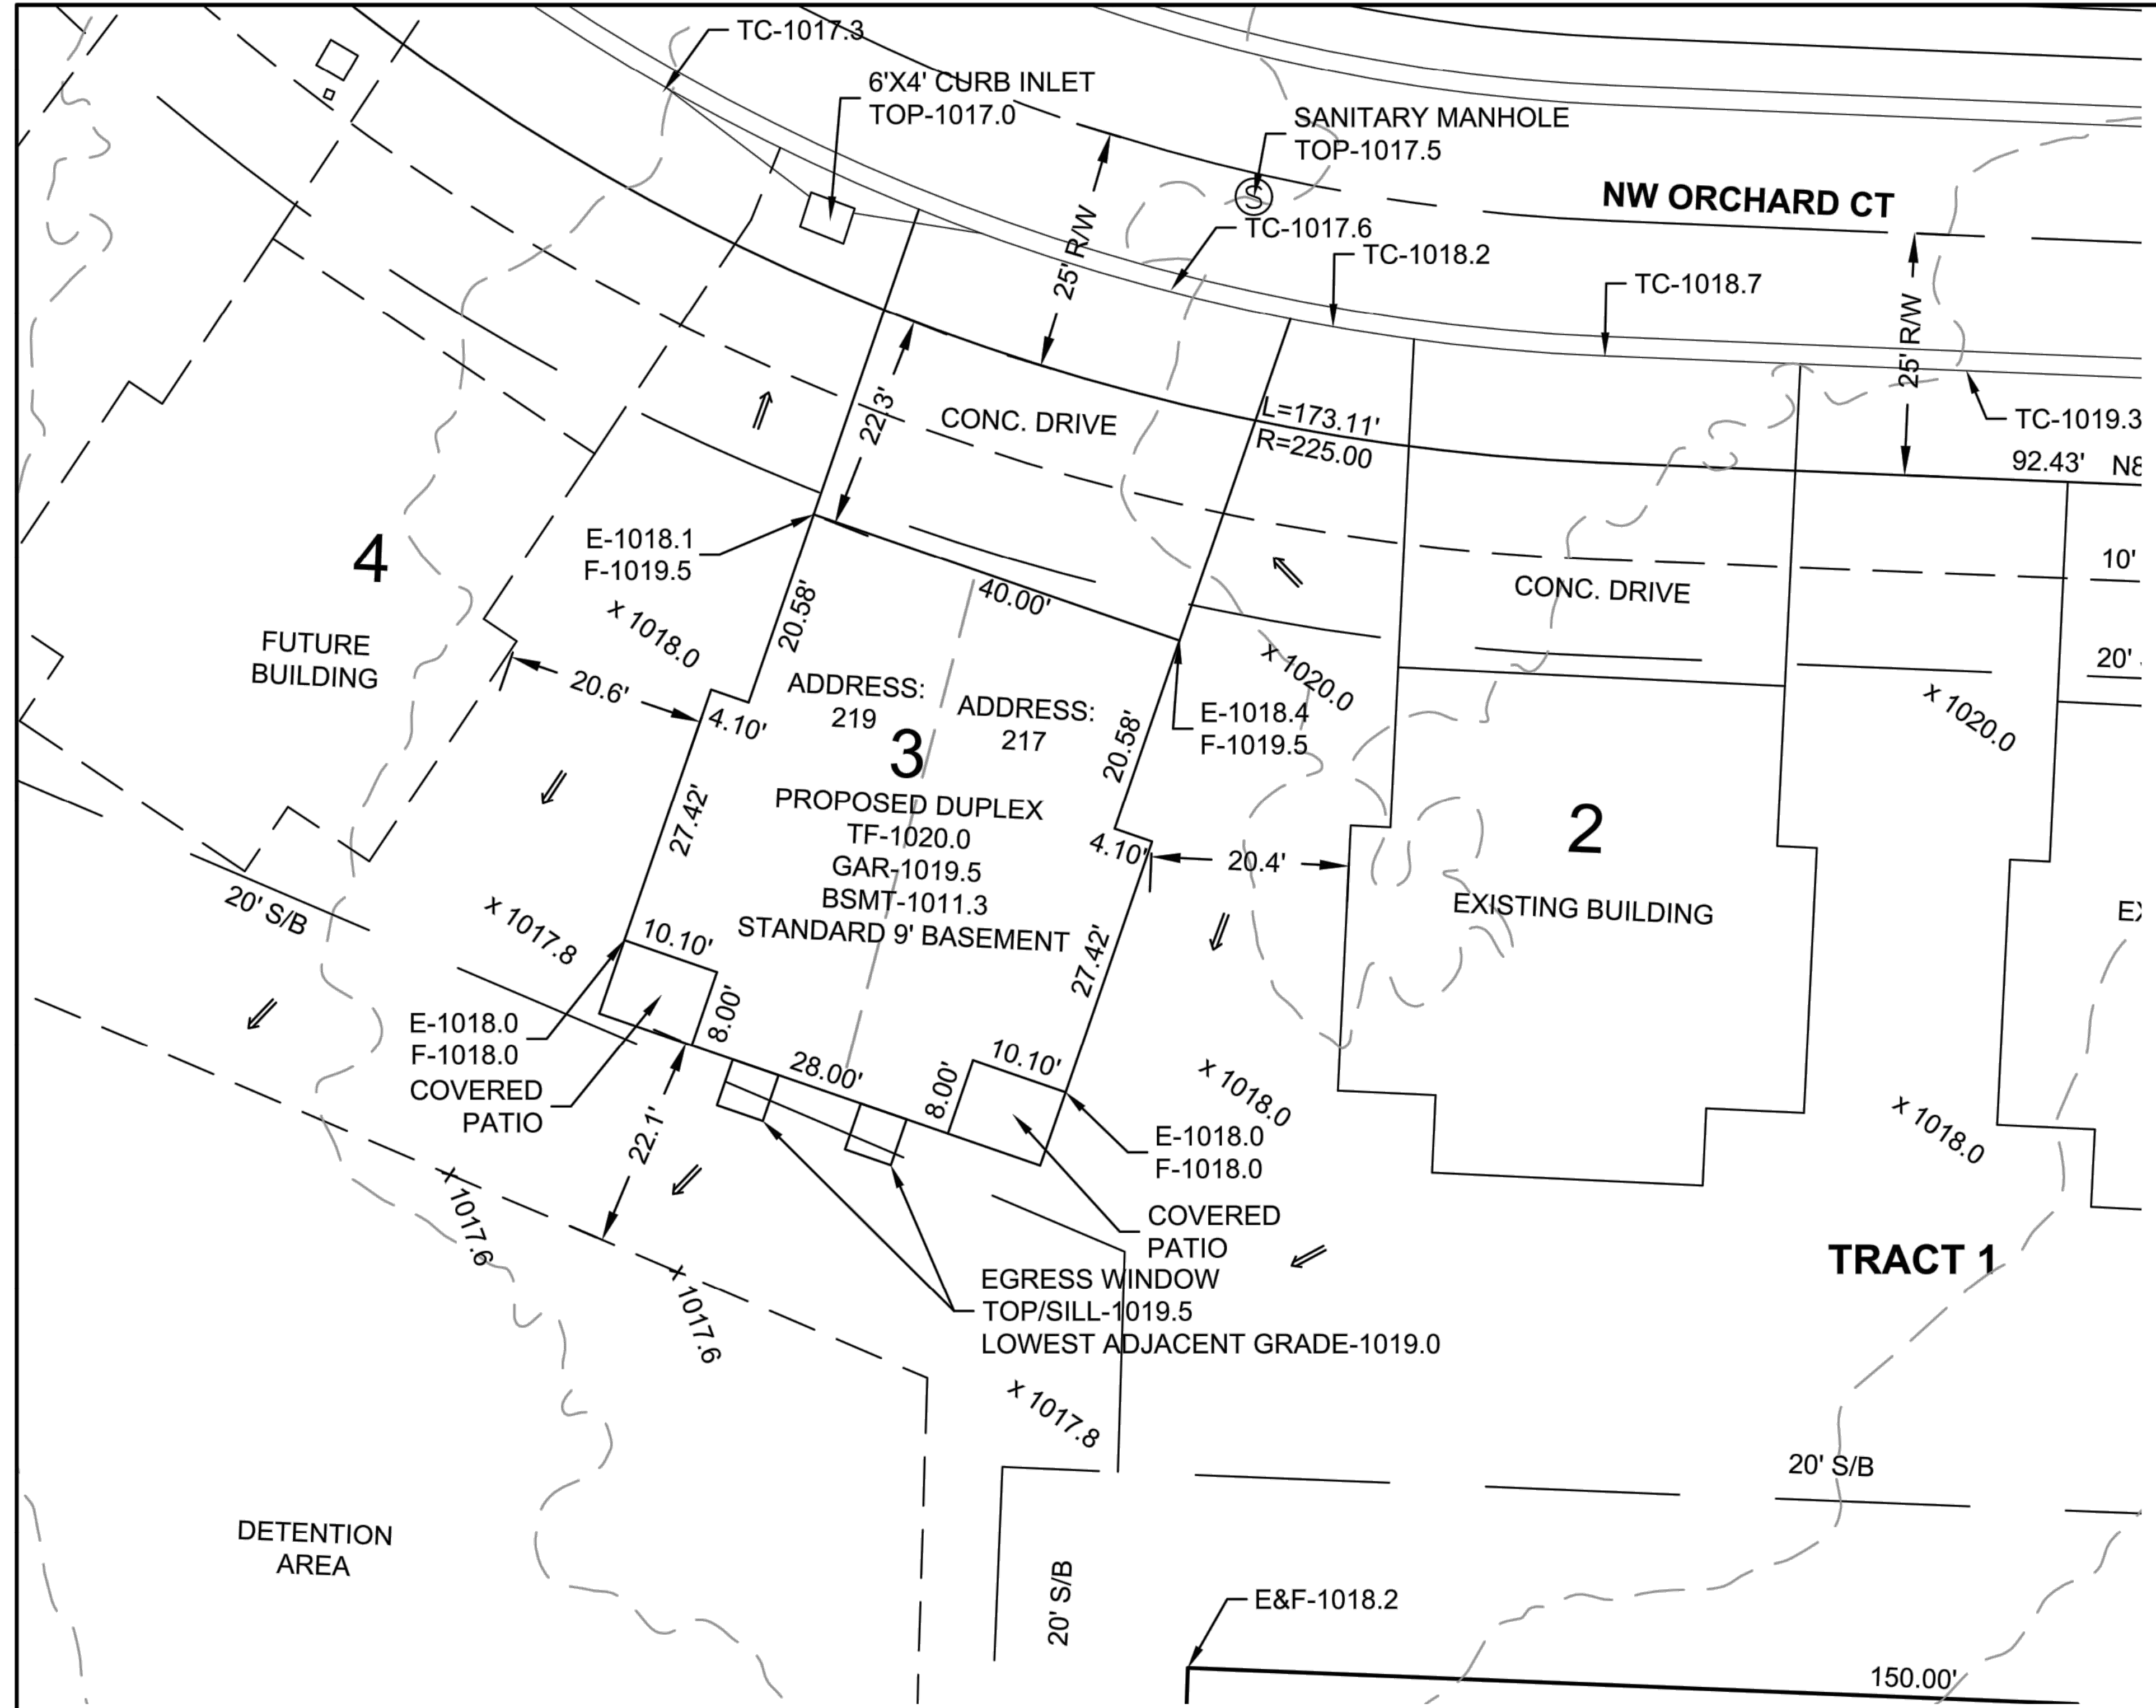 TC-1017.3
6'X4' CURB INLET
TOP-1017.0
SANITARY MANHOLE
TOP-1017.5
S
NW ORCHARD CT
25' R/W
TC-1017.6
TC-1018.2
TC-1018.7
25' R/W
TC-1019.3
22.3'
CONC. DRIVE
L=173.11'
R=225.00
92.43' N8
4
E-1018.1
F-1019.5
10'
CONC. DRIVE
40.00'
20.58'
x 1018.0
FUTURE
BUILDING
20.6'
x 1020.0
20'
x 1020.0
ADDRESS:
219
ADDRESS:
217
4.10'
E-1018.4
F-1019.5
20.58'
3
PROPOSED DUPLEX
TF-1020.0
GAR-1019.5
BSMT-1011.3
STANDARD 9' BASEMENT
27.42'
4.10'
20.4'
2
EXISTING BUILDING
20' S/B
x 1017.8
10.10'
27.42'
8.00'
E-1018.0
F-1018.0
COVERED
PATIO
28.00'
10.10'
8.00'
x 1018.0
x 1018.0
22.1'
E-1018.0
F-1018.0
COVERED
PATIO
x 1017.6
x 1017.6
TRACT 1
EGRESS WINDOW
TOP/SILL-1019.5
LOWEST ADJACENT GRADE-1019.0
x 1017.8
20' S/B
DETENTION
AREA
20' S/B
E&F-1018.2
150.00'